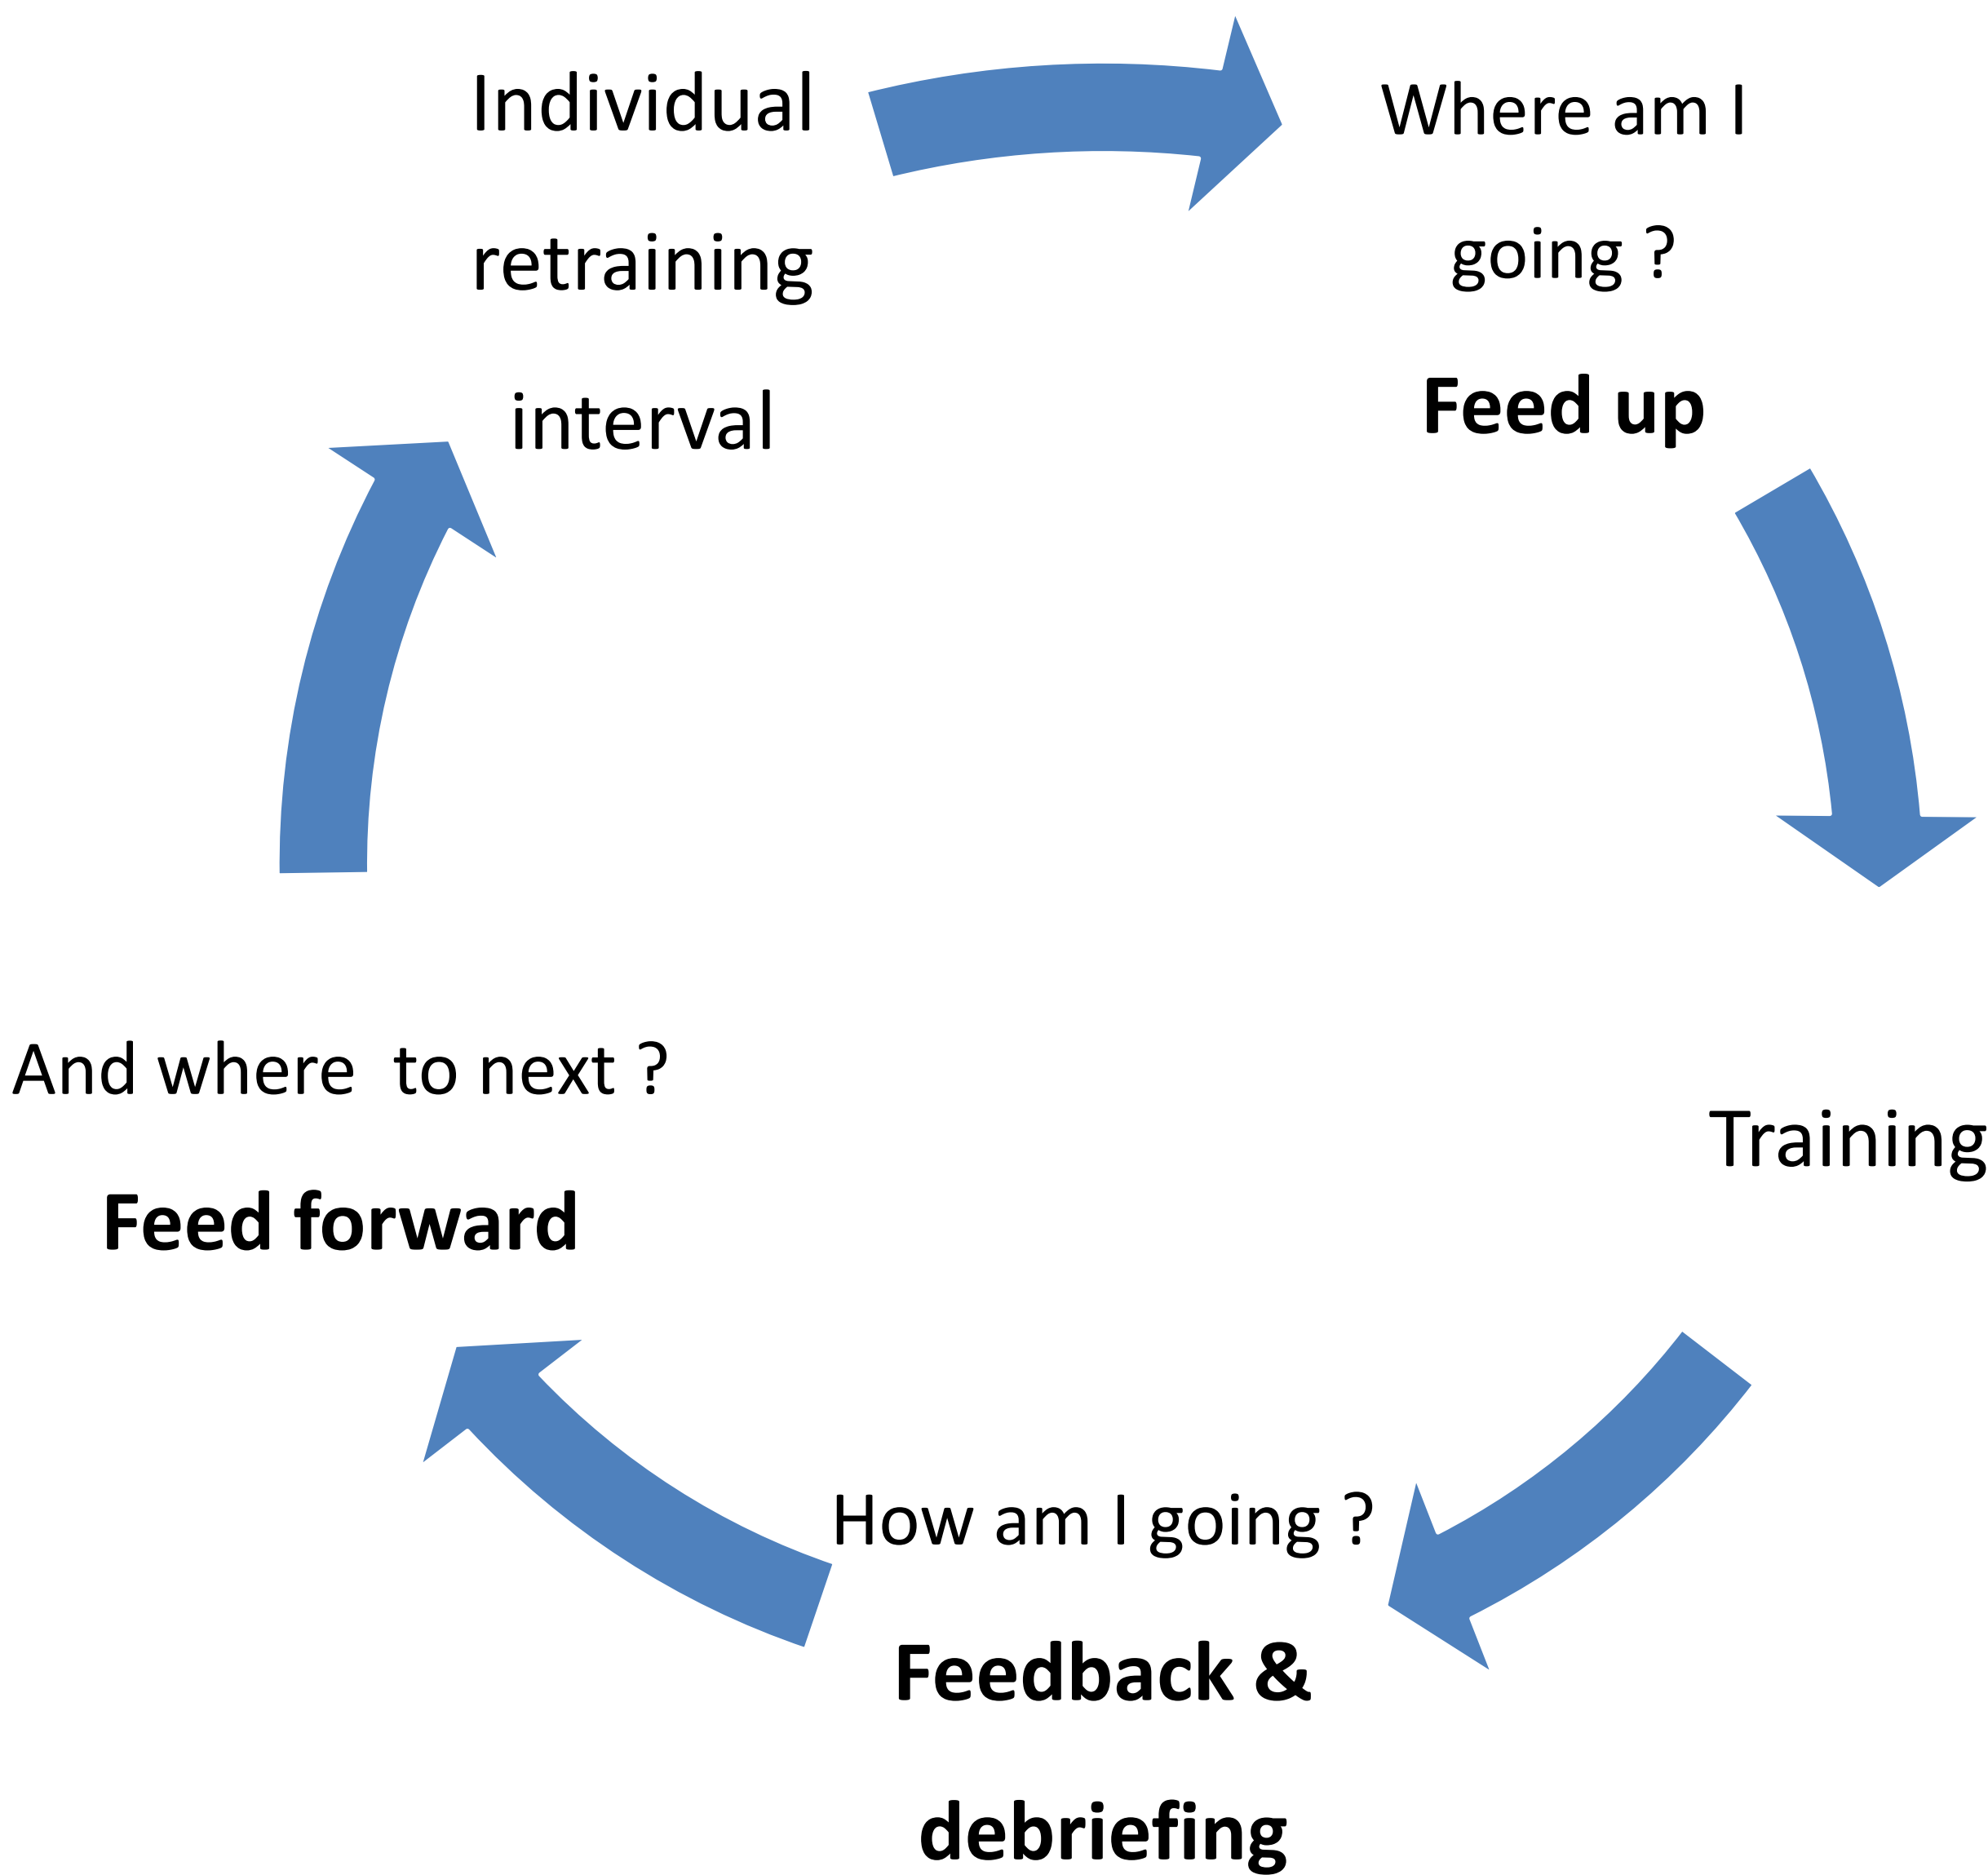 Individual
retraining
interval
Where am I
going ?
Feed up
Training
How am I going ?
Feedback &
debriefing
And where to next ?
Feed forward